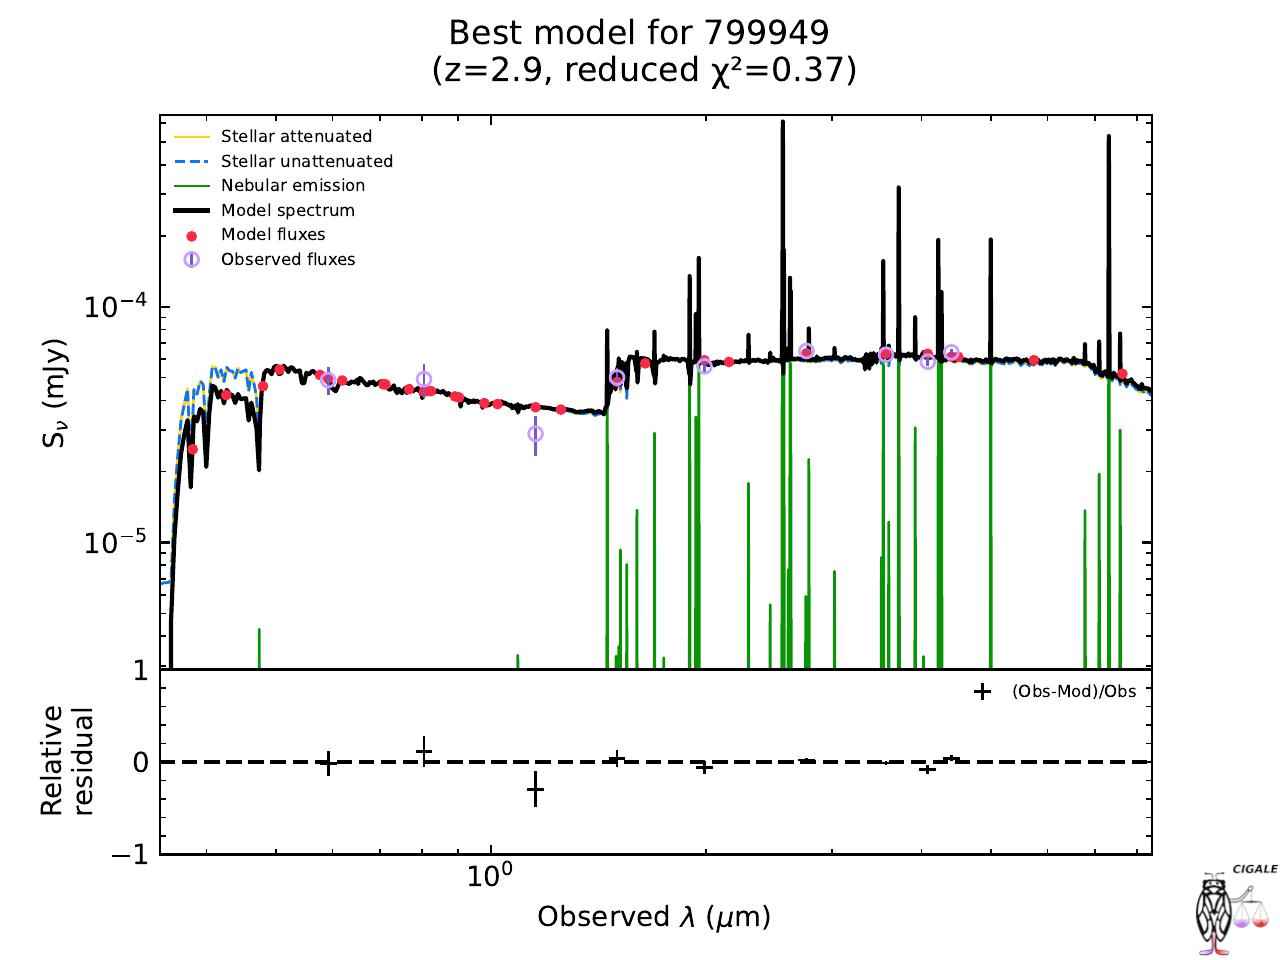 Best model for 799949
(z=2.9, reduced χ²=0.37)
Stellar attenuated
Stellar unattenuated
Nebular emission
Model spectrum
Model fluxes
Observed fluxes
10⁻⁴
S_ν (mJy)
10⁻⁵
1
(Obs-Mod)/Obs
Relative
residual
0
−1
10⁰
Observed λ (μm)
CIGALE